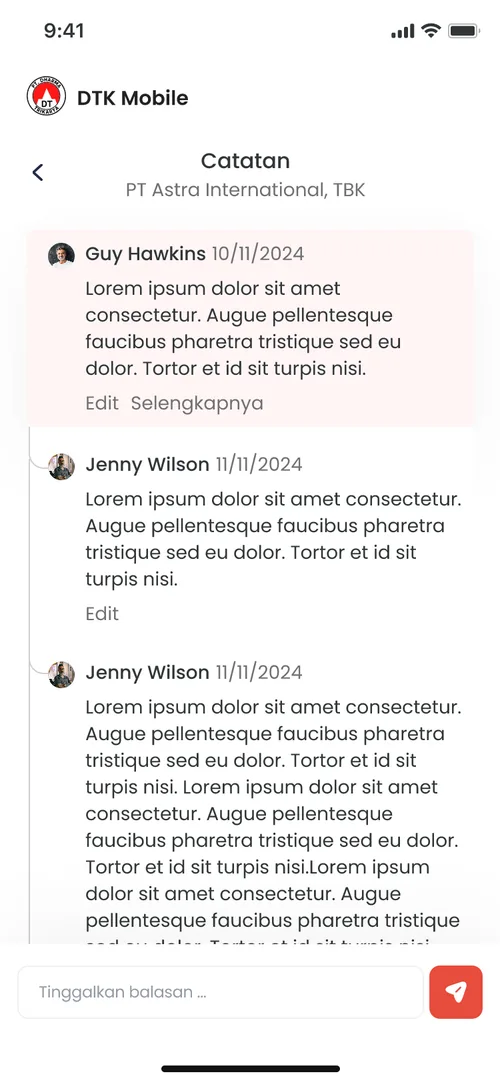 9:41
PT. DHARMA
DT
TRIKARTA
DTK Mobile
Catatan
PT Astra International, TBK
Guy Hawkins 10/11/2024
Lorem ipsum dolor sit amet
consectetur. Augue pellentesque
faucibus pharetra tristique sed eu
dolor. Tortor et id sit turpis nisi.
Edit Selengkapnya
Jenny Wilson 11/11/2024
Lorem ipsum dolor sit amet consectetur.
Augue pellentesque faucibus pharetra
tristique sed eu dolor. Tortor et id sit
turpis nisi.
Edit
Jenny Wilson 11/11/2024
Lorem ipsum dolor sit amet consectetur.
Augue pellentesque faucibus pharetra
tristique sed eu dolor. Tortor et id sit
turpis nisi. Lorem ipsum dolor sit amet
consectetur. Augue pellentesque
faucibus pharetra tristique sed eu dolor.
Tortor et id sit turpis nisi.Lorem ipsum
dolor sit amet consectetur. Augue
pellentesque faucibus pharetra tristique
Tinggalkan balasan ...